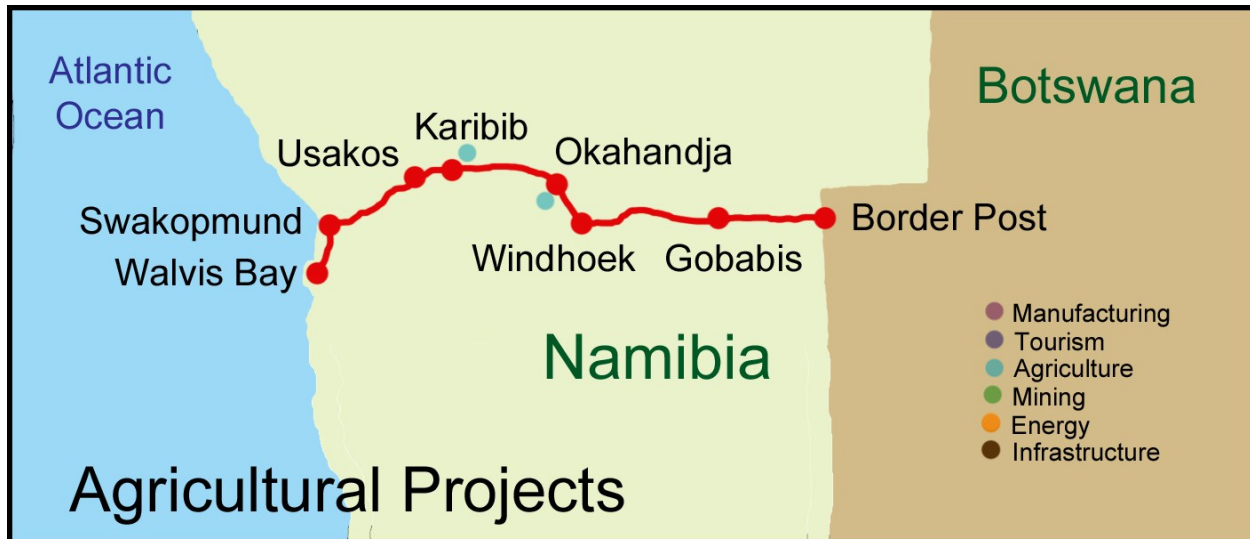 Atlantic
Ocean
Botswana
Karibib
Usakos
Okahandja
Swakopmund
Border Post
Walvis Bay
Windhoek
Gobabis
Namibia
Manufacturing
Tourism
Agriculture
Mining
Energy
Infrastructure
Agricultural Projects